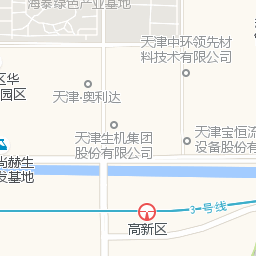 海泰绿色产业基地
天津中环领先材
料技术有限公司
区华
园区
天津·奥利达
天津生机集团
股份有限公司
天津宝恒流
设备股份有
尚赫生
发基地
3号线
高新区